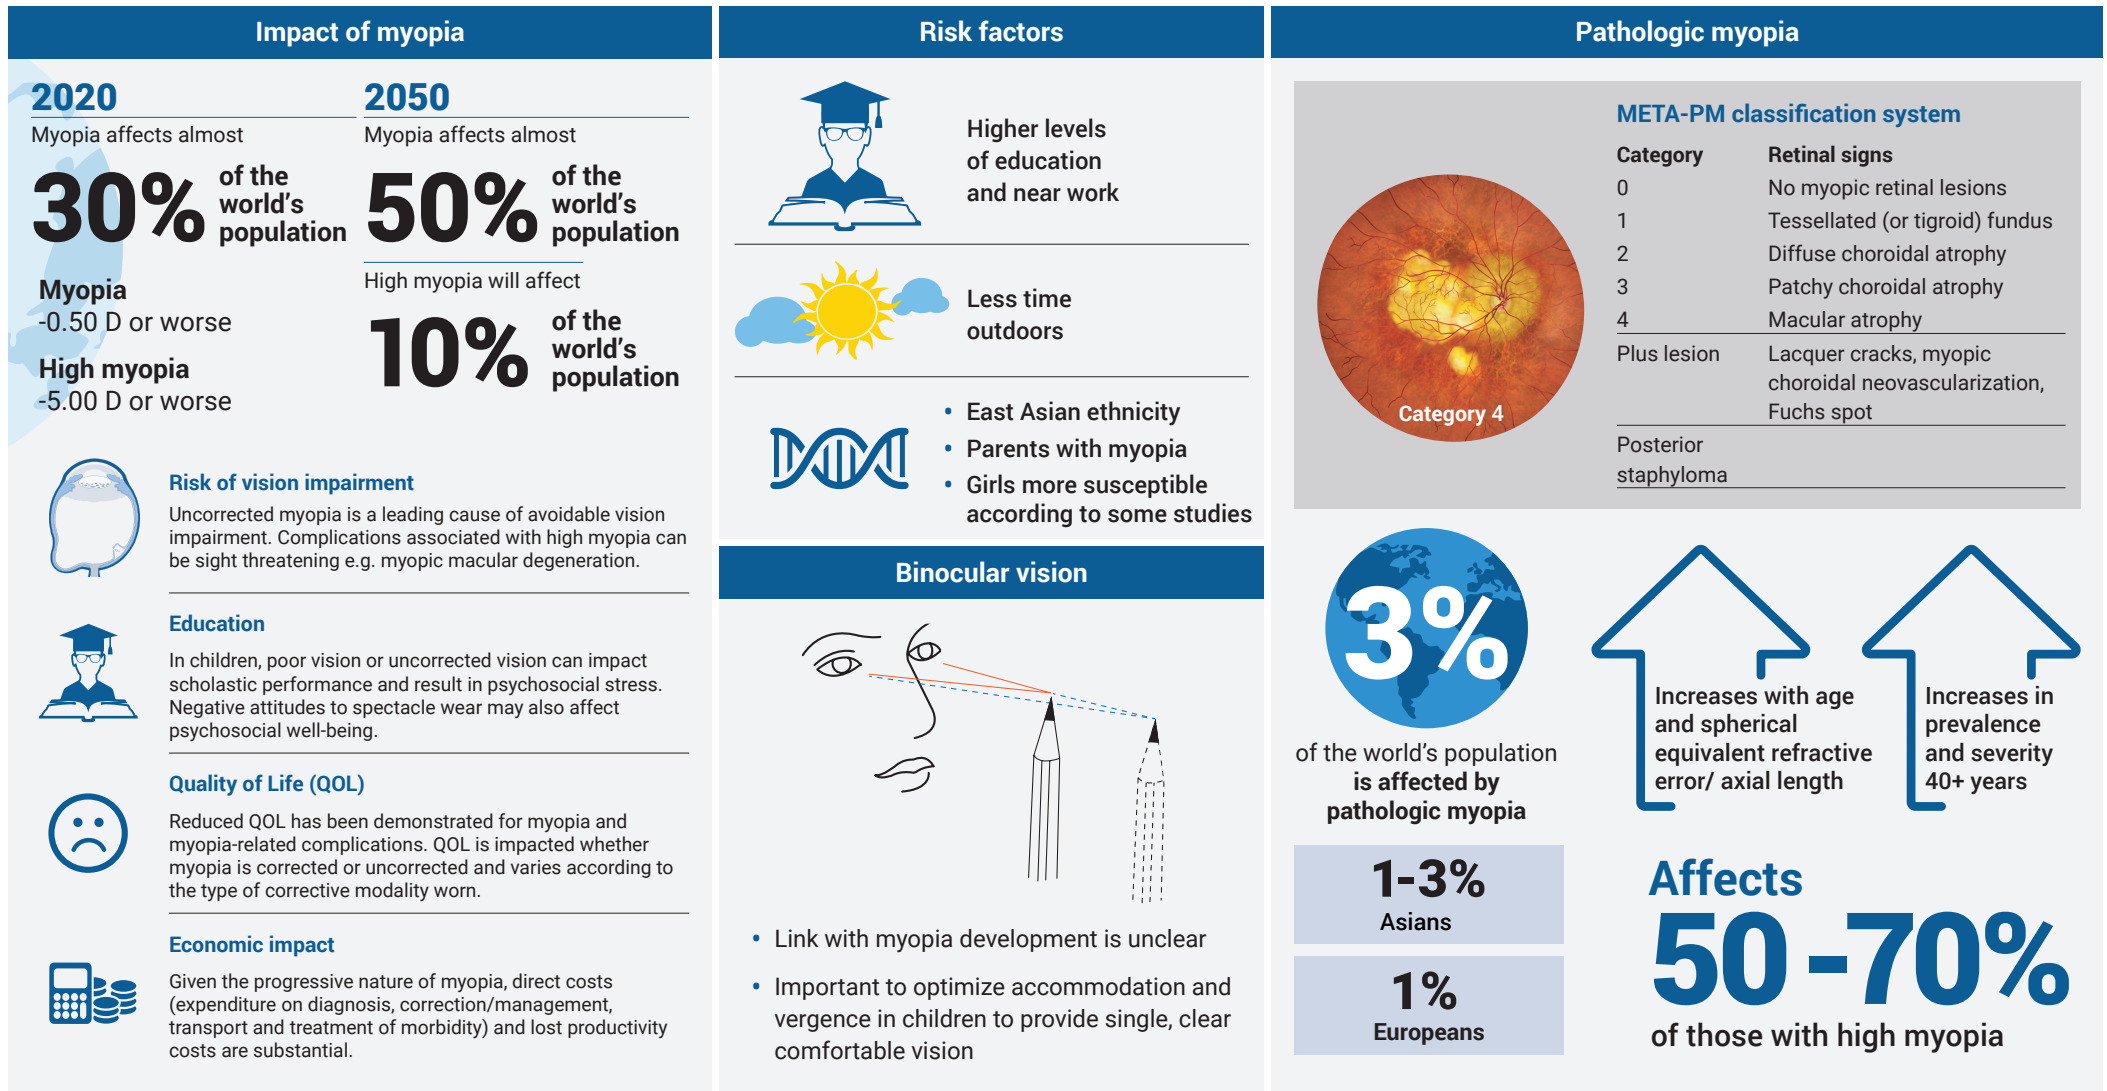 Impact of myopia
2020
Myopia affects almost
30%
of the
world's
population
Myopia
-0.50 D or worse
High myopia
-5.00 D or worse
2050
Myopia affects almost
50%
of the
world's
population
High myopia will affect
10%
of the
world's
population
Risk of vision impairment
Uncorrected myopia is a leading cause of avoidable vision
impairment. Complications associated with high myopia can
be sight threatening e.g. myopic macular degeneration.
Education
In children, poor vision or uncorrected vision can impact
scholastic performance and result in psychosocial stress.
Negative attitudes to spectacle wear may also affect
psychosocial well-being.
Quality of Life (QOL)
Reduced QOL has been demonstrated for myopia and
myopia-related complications. QOL is impacted whether
myopia is corrected or uncorrected and varies according to
the type of corrective modality worn.
Economic impact
Given the progressive nature of myopia, direct costs
(expenditure on diagnosis, correction/management,
transport and treatment of morbidity) and lost productivity
costs are substantial.
Risk factors
Higher levels
of education
and near work
Less time
outdoors
• East Asian ethnicity
• Parents with myopia
• Girls more susceptible
according to some studies
Binocular vision
• Link with myopia development is unclear
• Important to optimize accommodation and
vergence in children to provide single, clear
comfortable vision
Pathologic myopia
Category 4
META-PM classification system
Category Retinal signs
0 No myopic retinal lesions
1 Tessellated (or tigroid) fundus
2 Diffuse choroidal atrophy
3 Patchy choroidal atrophy
4 Macular atrophy
Plus lesion Lacquer cracks, myopic
choroidal neovascularization,
Fuchs spot
Posterior
staphyloma
3%
of the world's population
is affected by
pathologic myopia
1-3%
Asians
1%
Europeans
Increases with age
and spherical
equivalent refractive
error/ axial length
Increases in
prevalence
and severity
40+ years
Affects
50-70%
of those with high myopia